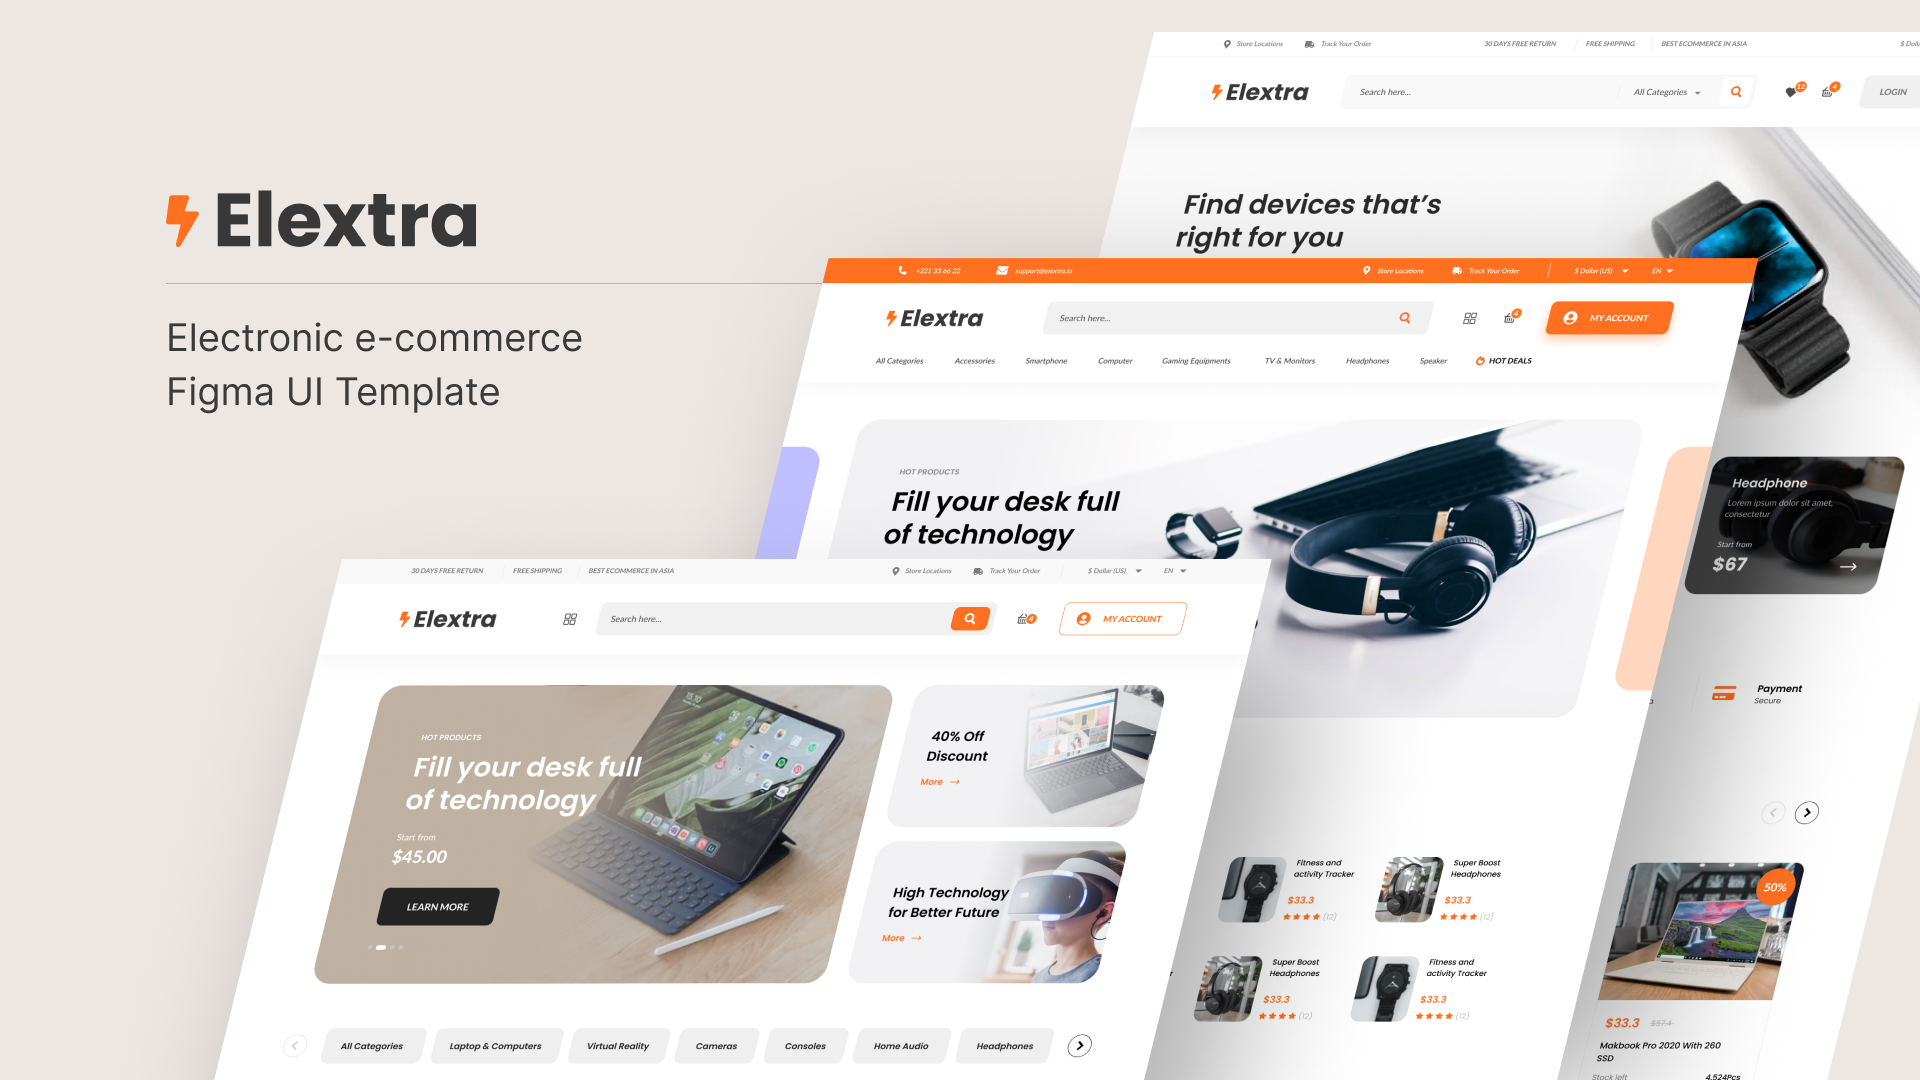 Elextra
Electronic e-commerce
Figma UI Template
Store Locations
Track Your Order
30 DAYS FREE RETURN
FREE SHIPPING
BEST ECOMMERCE IN ASIA
Elextra
Search here...
All Categories
12
4
LOGIN
Find devices that's
right for you
Headphone
Lorem ipsum dolor sit amet,
consectetur
Start from
$67
Payment
Secure
50%
$33.3
$57.4
Makbook Pro 2020 With 260
SSD
Stock left
4,524Pcs
+221 33 66 22
support@elextra.io
Store Locations
Track Your Order
$ Dollar (US)
EN
Elextra
Search here...
4
MY ACCOUNT
All Categories
Accessories
Smartphone
Computer
Gaming Equipments
TV & Monitors
Headphones
Speaker
HOT DEALS
HOT PRODUCTS
Fill your desk full
of technology
Fitness and
activity Tracker
$33.3
(12)
Super Boost
Headphones
$33.3
(12)
Super Boost
Headphones
$33.3
(12)
Fitness and
activity Tracker
$33.3
(12)
30 DAYS FREE RETURN
FREE SHIPPING
BEST ECOMMERCE IN ASIA
Store Locations
Track Your Order
$ Dollar (US)
EN
Elextra
Search here...
4
MY ACCOUNT
HOT PRODUCTS
Fill your desk full
of technology
Start from
$45.00
LEARN MORE
40% Off
Discount
More
High Technology
for Better Future
More
All Categories
Laptop & Computers
Virtual Reality
Cameras
Consoles
Home Audio
Headphones